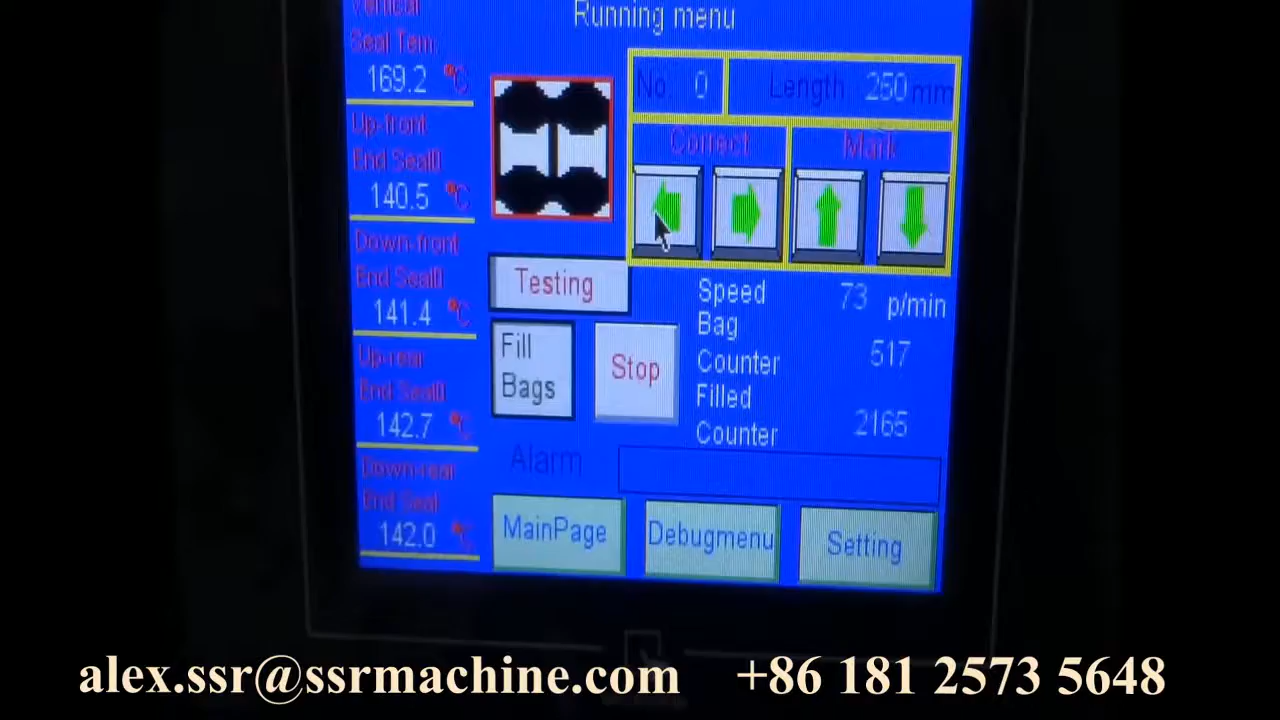 Running menu
Vertical
Seal Tem
169.2 °C
Up-front
End Seal
140.5 °C
Down-front
End Seal
141.4 °C
Up-rear
End Seal
142.7 °C
Down-rear
End Seal
142.0 °C
No. 0
Length 250 mm
Correct
Mark
Testing
Fill
Bags
Stop
Speed 73 p/min
Bag
Counter 517
Filled
Counter 2165
Alarm
MainPage
Debugmenu
Setting
alex.ssr@ssrmachine.com +86 181 2573 5648